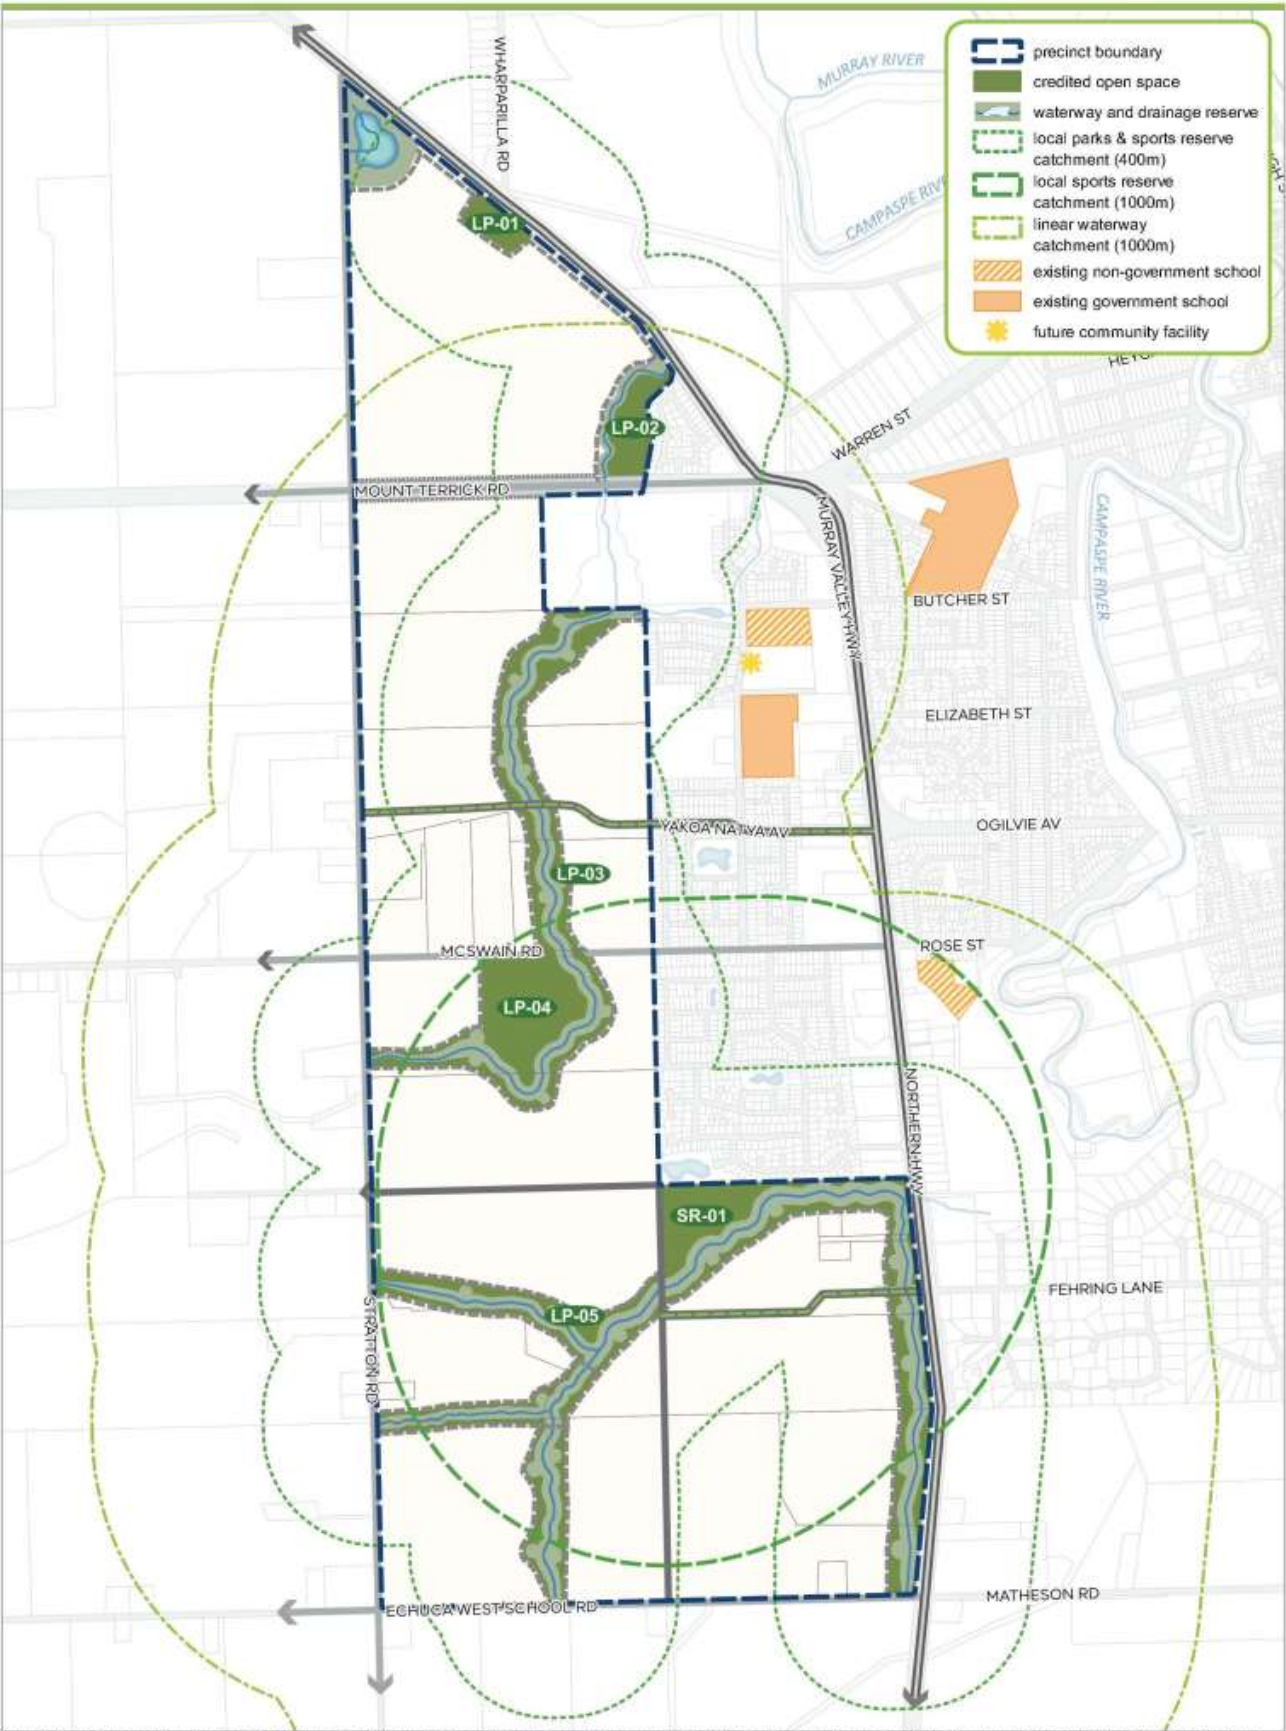 WHARPARILLA RD
MURRAY RIVER
precinct boundary
credited open space
waterway and drainage reserve
local parks & sports reserve
catchment (400m)
local sports reserve
catchment (1000m)
linear waterway
catchment (1000m)
existing non-government school
existing government school
future community facility
CAMPASPE RIV
LP-01
LP-02
WARREN ST
MOUNT TERRICK RD
MURRAY VALLEY HWY
CAMPASPE RIVER
BUTCHER ST
ELIZABETH ST
YAKOA NATYA AV
OGILVIE AV
LP-03
MCSWAIN RD
ROSE ST
LP-04
NORTHERN HWY
SR-01
FEHRING LANE
LP-05
STRATTON RD
ECHUCA WEST SCHOOL RD
MATHESON RD